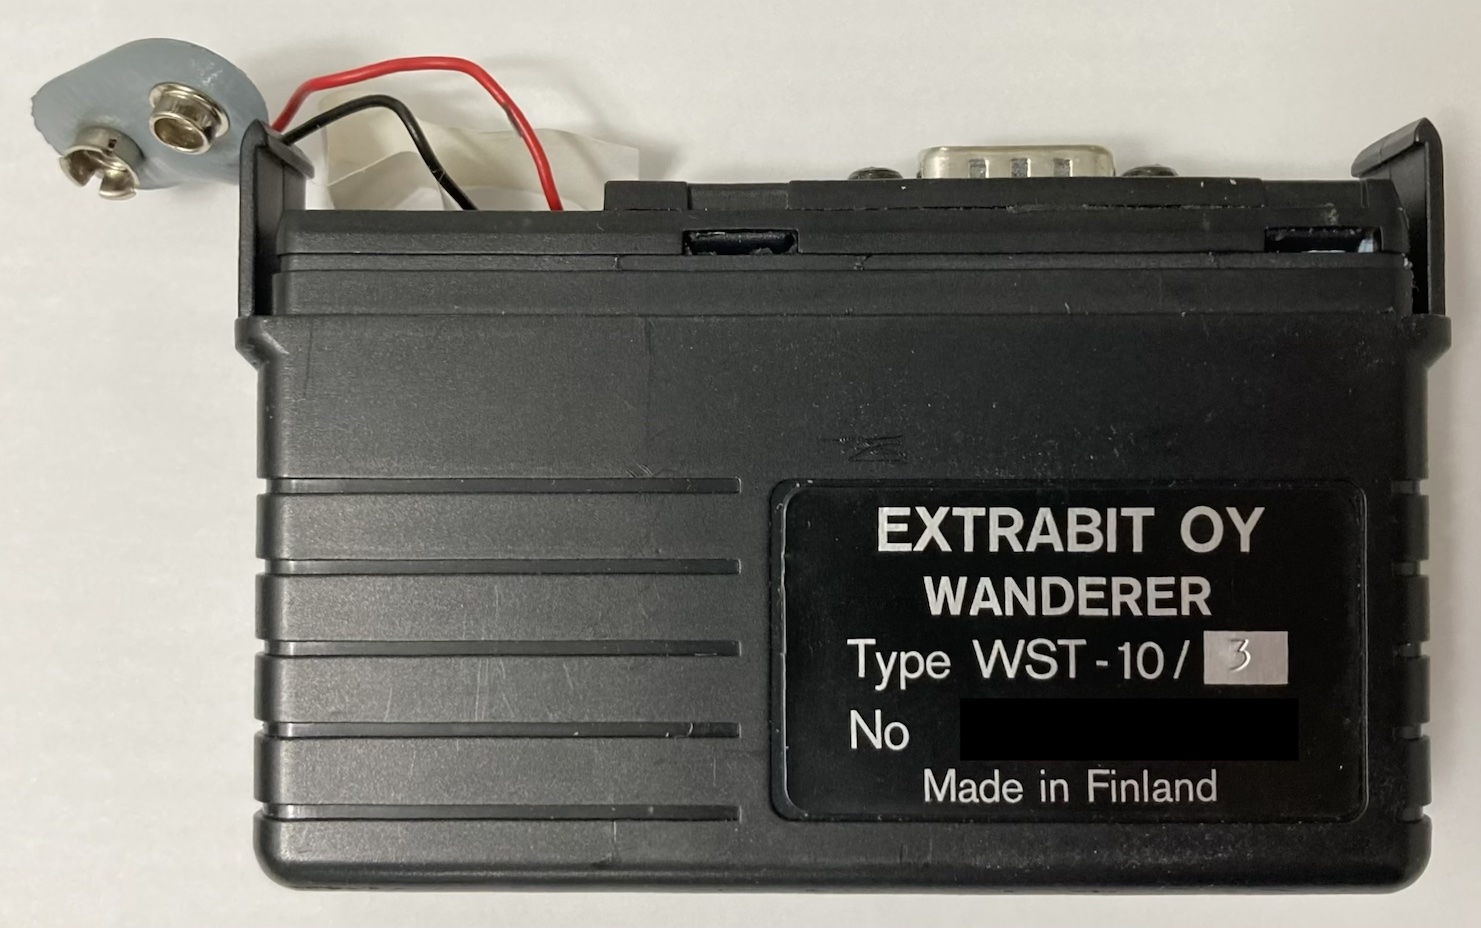 EXTRABIT OY
WANDERER
Type WST-10/ 3
No
Made in Finland